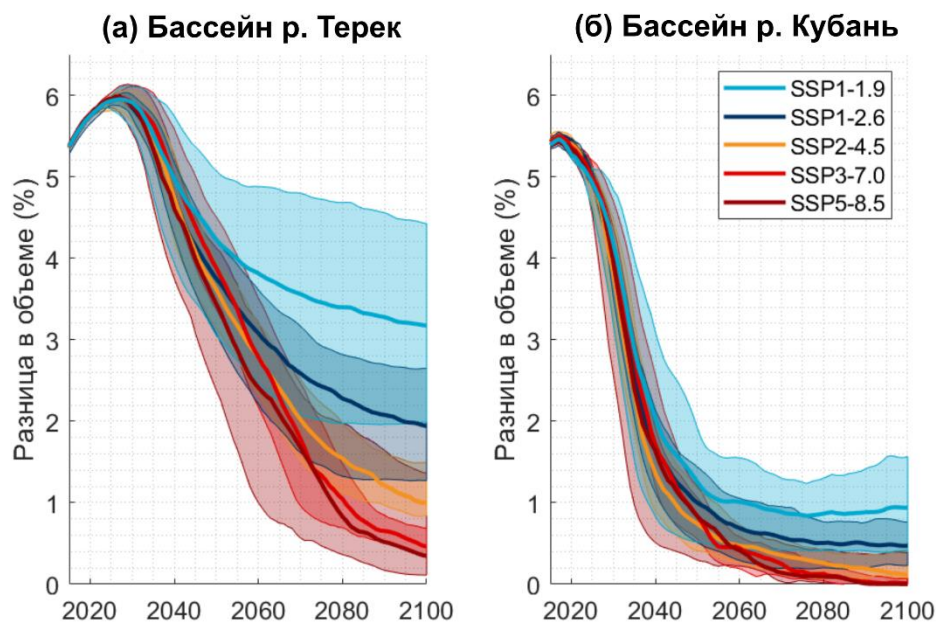 (а) Бассейн р. Терек
(б) Бассейн р. Кубань
Разница в объеме (%)
6
5
4
3
2
1
0
2020
2040
2060
2080
2100
Разница в объеме (%)
6
5
4
3
2
1
0
2020
2040
2060
2080
2100
SSP1-1.9
SSP1-2.6
SSP2-4.5
SSP3-7.0
SSP5-8.5